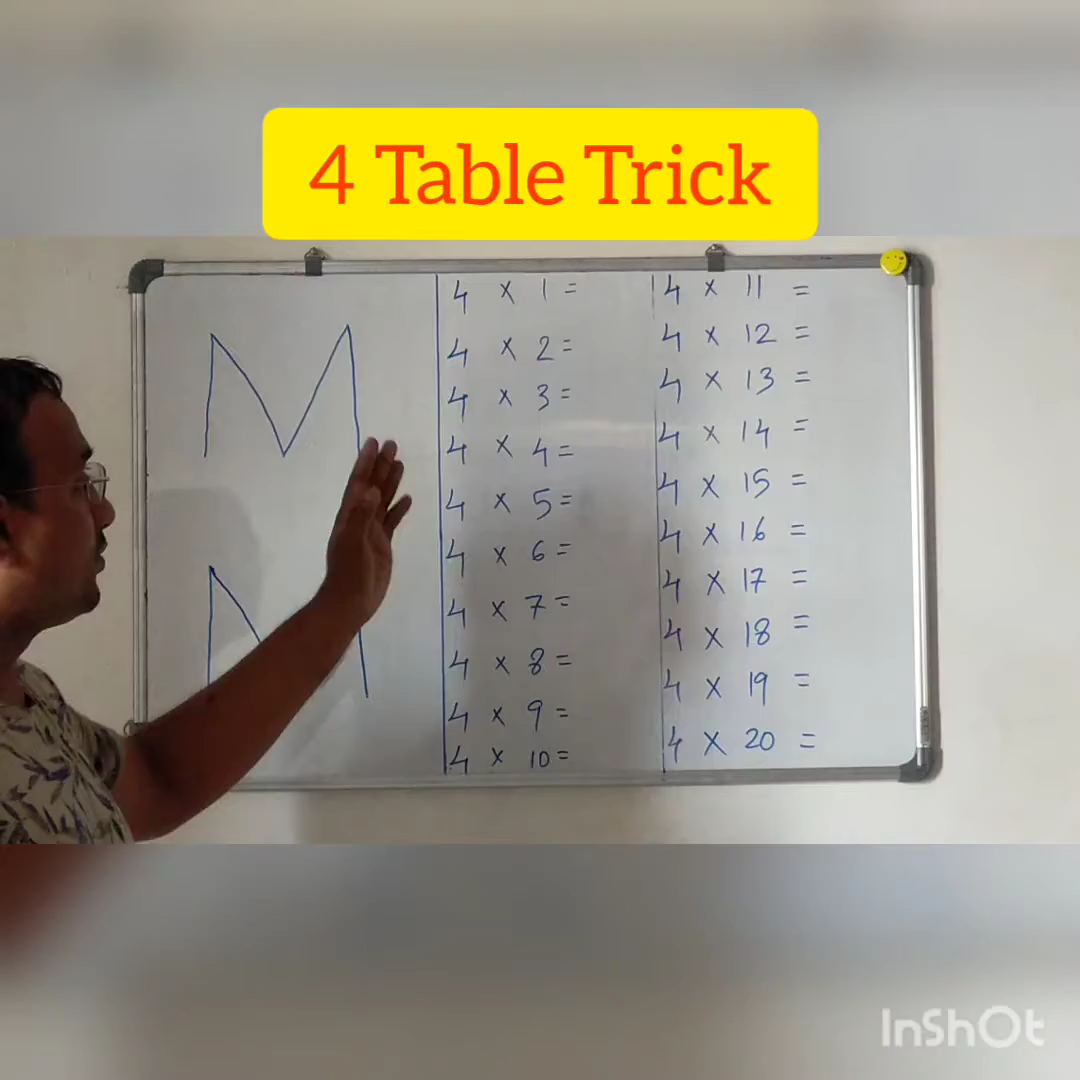 4 Table Trick
M
M
4 × 1 =
4 × 2 =
4 × 3 =
4 × 4 =
4 × 5 =
4 × 6 =
4 × 7 =
4 × 8 =
4 × 9 =
4 × 10 =
4 × 11 =
4 × 12 =
4 × 13 =
4 × 14 =
4 × 15 =
4 × 16 =
4 × 17 =
4 × 18 =
4 × 19 =
4 × 20 =
InShOt